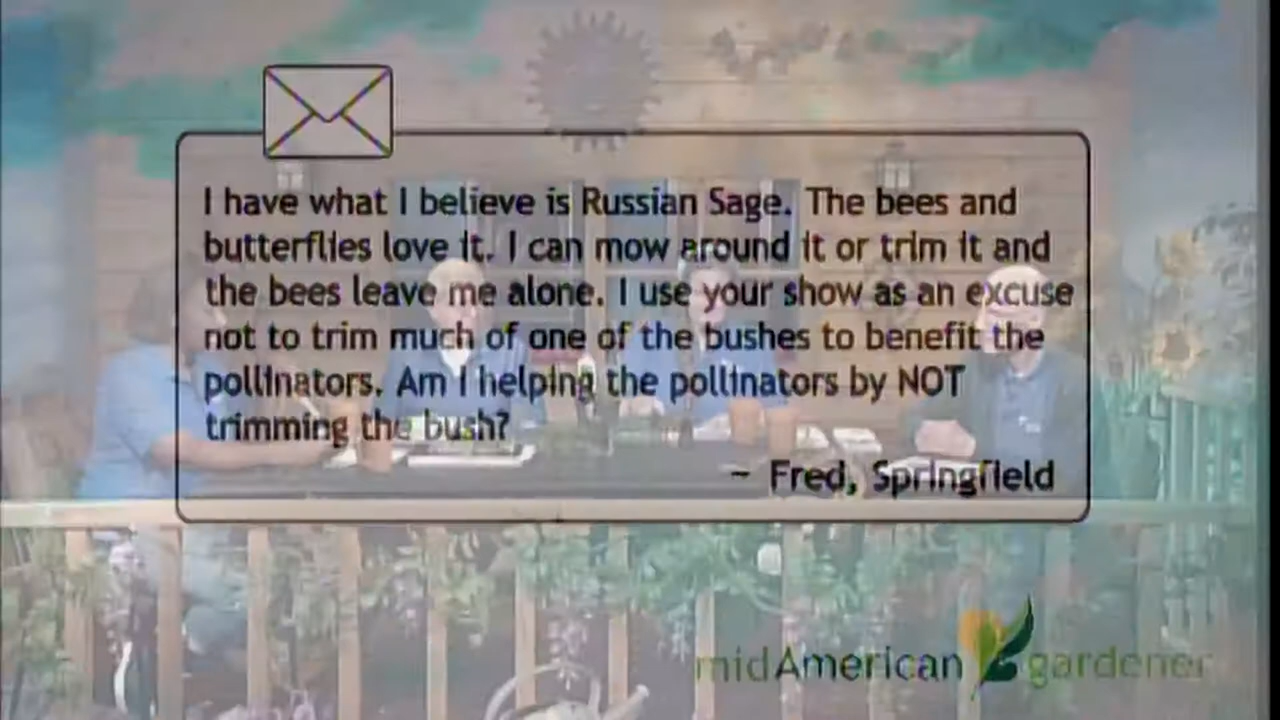 I have what I believe is Russian Sage. The bees and
butterflies love it. I can mow around it or trim it and
the bees leave me alone. I use your show as an excuse
not to trim much of one of the bushes to benefit the
pollinators. Am I helping the pollinators by NOT
trimming the bush?
~ Fred, Springfield
midAmerican gardener